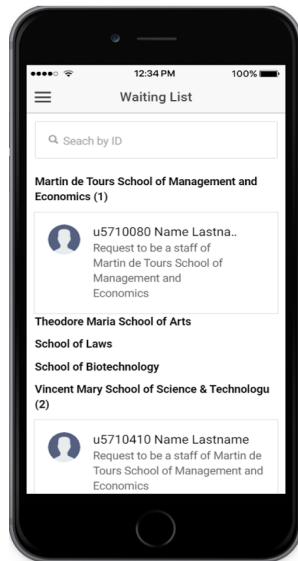 12:34 PM 100%
Waiting List
Seach by ID
Martin de Tours School of Management and
Economics (1)
u5710080 Name Lastna..
Request to be a staff of
Martin de Tours School of
Management and
Economics
Theodore Maria School of Arts
School of Laws
School of Biotechnology
Vincent Mary School of Science & Technologu
(2)
u5710410 Name Lastname
Request to be a staff of Martin de
Tours School of Management and
Economics